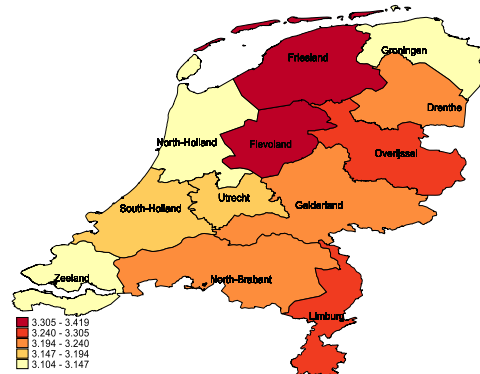 Groningen
Friesland
Drenthe
North-Holland
Flevoland
Overijssel
Utrecht
South-Holland
Galdarland
Zeeland
North-Brabant
Limburg
3.305 - 3.419
3.240 - 3.305
3.194 - 3.240
3.147 - 3.194
3.104 - 3.147